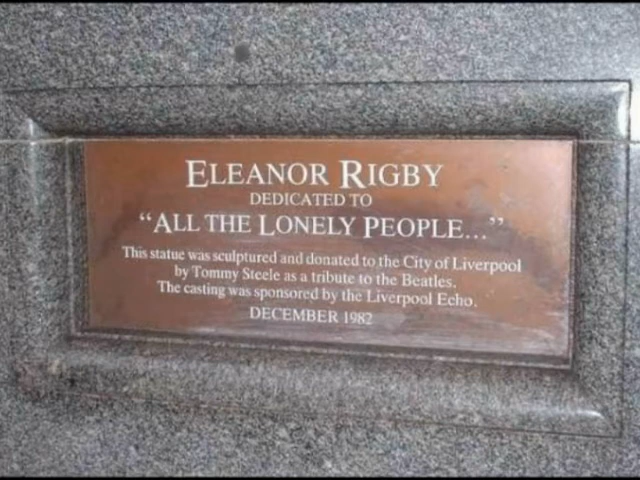 ELEANOR RIGBY
DEDICATED TO
“ALL THE LONELY PEOPLE...”
This statue was sculptured and donated to the City of Liverpool
by Tommy Steele as a tribute to the Beatles.
The casting was sponsored by the Liverpool Echo.
DECEMBER 1982